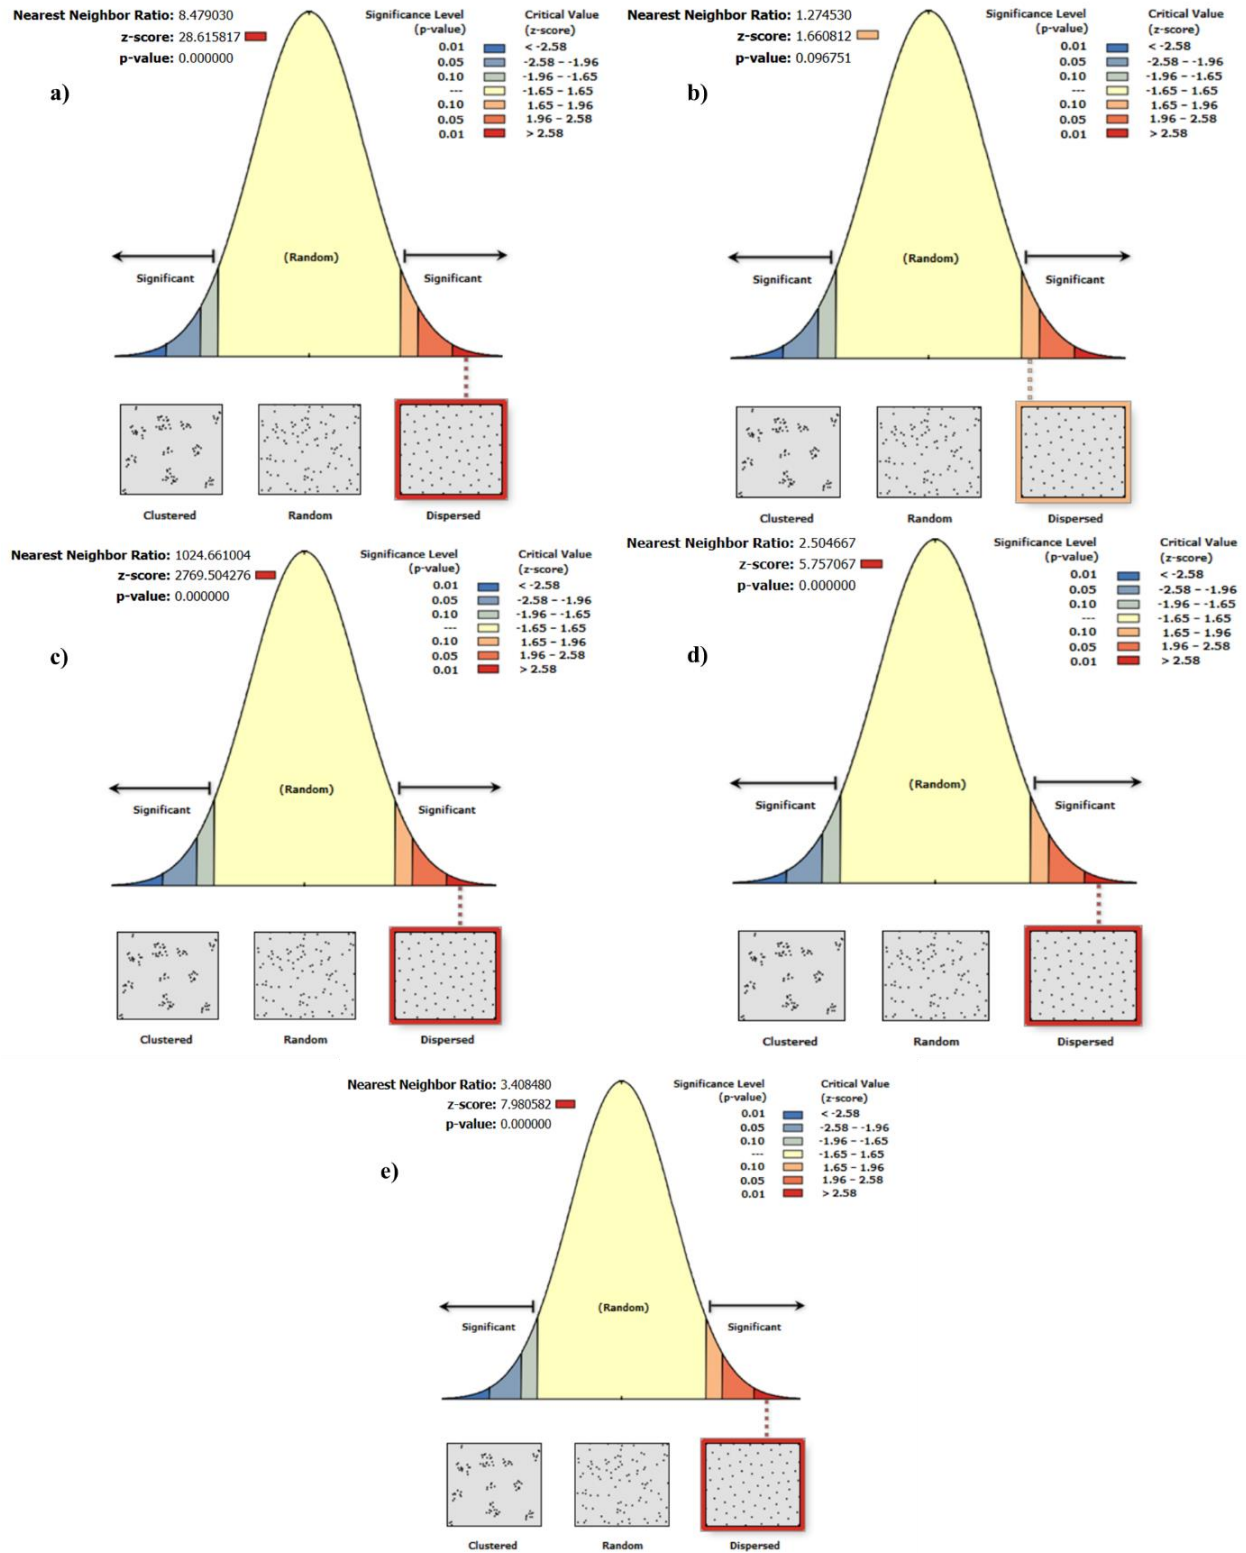 Nearest Neighbor Ratio: 8.479030
z-score: 28.615817
p-value: 0.000000
a)
Significance Level
(p-value)
Critical Value
(z-score)
0.01 < -2.58
0.05 -2.58 – -1.96
0.10 -1.96 – -1.65
--- -1.65 – 1.65
0.10 1.65 – 1.96
0.05 1.96 – 2.58
0.01 > 2.58
(Random)
Significant
Significant
Clustered
Random
Dispersed
Nearest Neighbor Ratio: 1.274530
z-score: 1.660812
p-value: 0.096751
b)
Significance Level
(p-value)
Critical Value
(z-score)
0.01 < -2.58
0.05 -2.58 – -1.96
0.10 -1.96 – -1.65
--- -1.65 – 1.65
0.10 1.65 – 1.96
0.05 1.96 – 2.58
0.01 > 2.58
(Random)
Significant
Significant
Clustered
Random
Dispersed
Nearest Neighbor Ratio: 1024.661004
z-score: 2769.504276
p-value: 0.000000
c)
Significance Level
(p-value)
Critical Value
(z-score)
0.01 < -2.58
0.05 -2.58 – -1.96
0.10 -1.96 – -1.65
--- -1.65 – 1.65
0.10 1.65 – 1.96
0.05 1.96 – 2.58
0.01 > 2.58
(Random)
Significant
Significant
Clustered
Random
Dispersed
Nearest Neighbor Ratio: 2.504667
z-score: 5.757067
p-value: 0.000000
d)
Significance Level
(p-value)
Critical Value
(z-score)
0.01 < -2.58
0.05 -2.58 – -1.96
0.10 -1.96 – -1.65
--- -1.65 – 1.65
0.10 1.65 – 1.96
0.05 1.96 – 2.58
0.01 > 2.58
(Random)
Significant
Significant
Clustered
Random
Dispersed
Nearest Neighbor Ratio: 3.408480
z-score: 7.980582
p-value: 0.000000
e)
Significance Level
(p-value)
Critical Value
(z-score)
0.01 < -2.58
0.05 -2.58 – -1.96
0.10 -1.96 – -1.65
--- -1.65 – 1.65
0.10 1.65 – 1.96
0.05 1.96 – 2.58
0.01 > 2.58
(Random)
Significant
Significant
Clustered
Random
Dispersed